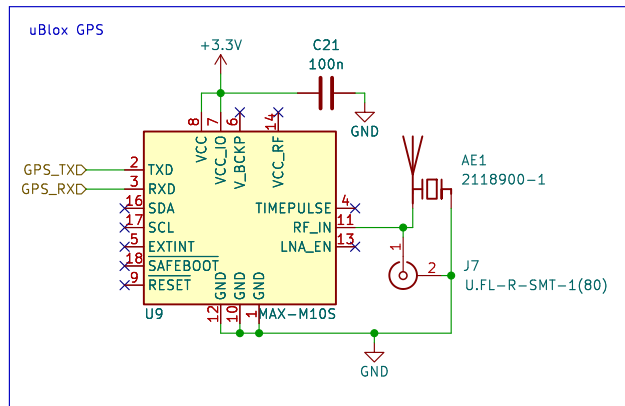 uBlox GPS
+3.3V
C21
100n
GND
8
7
6
14
VCC
VCC_IO
V_BCKP
VCC_RF
AE1
2118900-1
GPS_TX
2
TXD
GPS_RX
3
RXD
16
SDA
TIMEPULSE
4
17
SCL
RF_IN
11
5
EXTINT
LNA_EN
13
18
SAFEBOOT
9
RESET
1
2
J7
U.FL-R-SMT-1(80)
GND
GND
GND
12
10
1
U9
MAX-M10S
GND